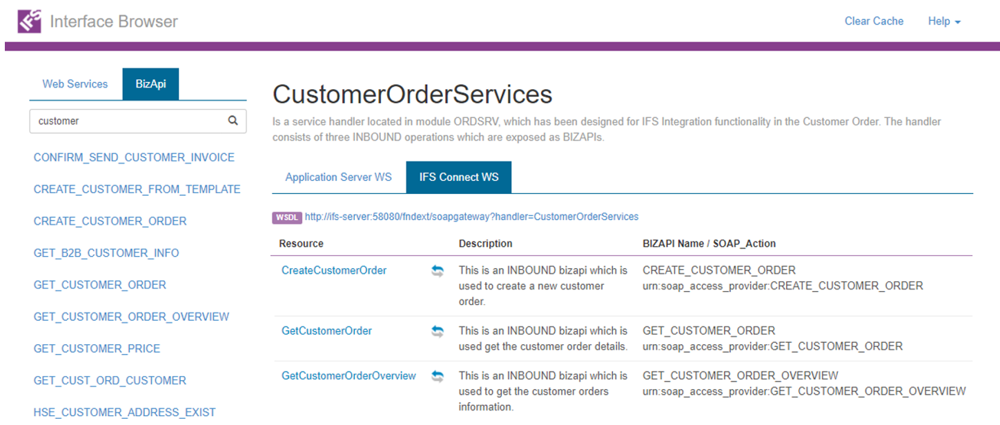 IFS Interface Browser
Clear Cache
Help
Web Services
BizApi
customer
CONFIRM_SEND_CUSTOMER_INVOICE
CREATE_CUSTOMER_FROM_TEMPLATE
CREATE_CUSTOMER_ORDER
GET_B2B_CUSTOMER_INFO
GET_CUSTOMER_ORDER
GET_CUSTOMER_ORDER_OVERVIEW
GET_CUSTOMER_PRICE
GET_CUST_ORD_CUSTOMER
HSE_CUSTOMER_ADDRESS_EXIST
CustomerOrderServices
Is a service handler located in module ORDSRV, which has been designed for IFS Integration functionality in the Customer Order. The handler
consists of three INBOUND operations which are exposed as BIZAPIs.
Application Server WS
IFS Connect WS
WSDL http://ifs-server:58080/fndext/soapgateway?handler=CustomerOrderServices
Resource
Description
BIZAPI Name / SOAP_Action
CreateCustomerOrder
This is an INBOUND bizapi which is
used to create a new customer
order.
CREATE_CUSTOMER_ORDER
urn:soap_access_provider:CREATE_CUSTOMER_ORDER
GetCustomerOrder
This is an INBOUND bizapi which is
used get the customer order details.
GET_CUSTOMER_ORDER
urn:soap_access_provider:GET_CUSTOMER_ORDER
GetCustomerOrderOverview
This is an INBOUND bizapi which is
used to get the customer orders
information.
GET_CUSTOMER_ORDER_OVERVIEW
urn:soap_access_provider:GET_CUSTOMER_ORDER_OVERVIEW